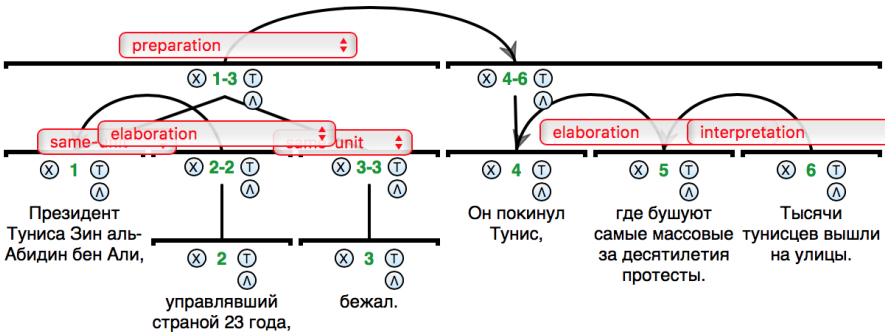 preparation
X 1-3 T
Λ
X 4-6 T
Λ
same-unit
elaboration
same-unit
elaboration
interpretation
X 1 T
Λ
X 2-2 T
Λ
X 3-3 T
Λ
X 4 T
Λ
X 5 T
Λ
X 6 T
Λ
Президент
Туниса Зин аль-
Абидин бен Али,
Он покинул
Тунис,
где бушуют
самые массовые
за десятилетия
протесты.
Тысячи
тунисцев вышли
на улицы.
X 2 T
Λ
X 3 T
Λ
управлявший
страной 23 года,
бежал.